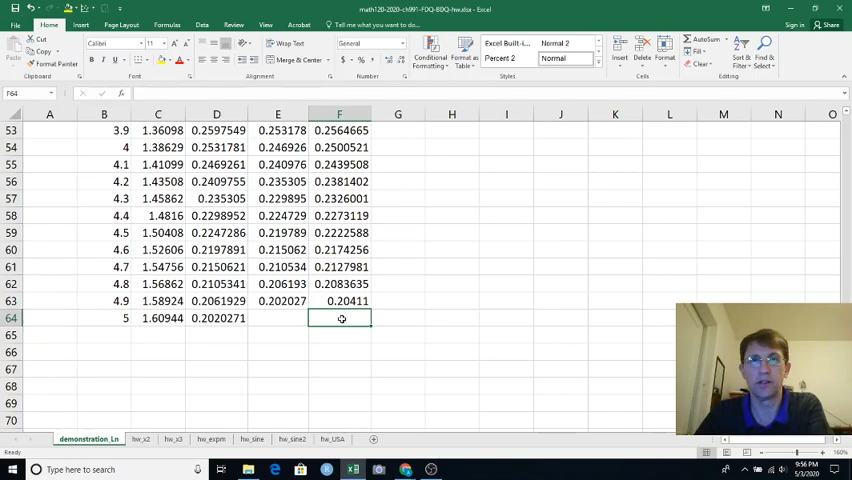 math120-2020-ch991-FDQ-BDQ-hw.xlsx - Excel
Sign in
Share
File
Home
Insert
Page Layout
Formulas
Data
Review
View
Acrobat
Tell me what you want to do
Cut
Copy
Format Painter
Clipboard
Calibri
11
B I U
Font
Wrap Text
Merge & Center
Alignment
General
$ % ,
Number
Conditional
Formatting
Format as
Table
Excel Built-i...
Normal 2
Percent 2
Normal
Styles
Insert
Delete
Format
Cells
AutoSum
Fill
Clear
Sort &
Filter
Find &
Select
Editing
F64
fx
A B C D E F G H I J K L M N O
53 3.9 1.36098 0.2597549 0.253178 0.2564665
54 4 1.38629 0.2531781 0.246926 0.2500521
55 4.1 1.41099 0.2469261 0.240976 0.2439508
56 4.2 1.43508 0.2409755 0.235305 0.2381402
57 4.3 1.45862 0.235305 0.229895 0.2326001
58 4.4 1.4816 0.2298952 0.224729 0.2273119
59 4.5 1.50408 0.2247286 0.219789 0.2222588
60 4.6 1.52606 0.2197891 0.215062 0.2174256
61 4.7 1.54756 0.2150621 0.210534 0.2127981
62 4.8 1.56862 0.2105341 0.206193 0.2083635
63 4.9 1.58924 0.2061929 0.202027 0.20411
64 5 1.60944 0.2020271
65
66
67
68
69
70
demonstration_Ln
hw_x2
hw_x3
hw_expm
hw_sine
hw_sine2
hw_USA
160%
Type here to search
9:56 PM
5/3/2020